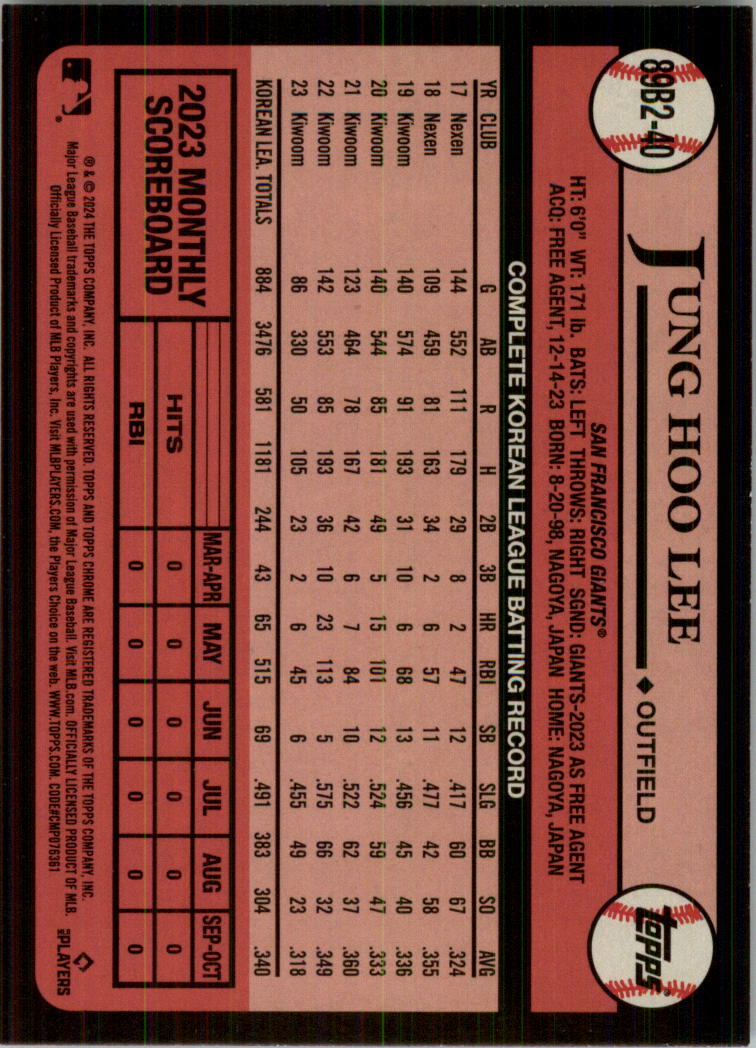 89B2-40
JUNG HOO LEE
◆ OUTFIELD
topps®
SAN FRANCISCO GIANTS®
HT: 6'0" WT: 171 lb. BATS: LEFT THROWS: RIGHT SGND: GIANTS-2023 AS FREE AGENT
ACQ: FREE AGENT, 12-14-23 BORN: 8-20-98, NAGOYA, JAPAN HOME: NAGOYA, JAPAN
COMPLETE KOREAN LEAGUE BATTING RECORD
YR CLUB G AB R H 2B 3B HR RBI SB SLG BB SO AVG
17 Nexen 144 552 111 179 29 8 2 47 12 .417 60 67 .324
18 Nexen 109 459 81 163 34 2 6 57 11 .477 42 58 .355
19 Kiwoom 140 574 91 193 31 10 6 68 13 .456 45 40 .336
20 Kiwoom 140 544 85 181 49 5 15 101 12 .524 59 47 .333
21 Kiwoom 123 464 78 167 42 6 7 84 10 .522 62 37 .360
22 Kiwoom 142 553 85 193 36 10 23 113 5 .575 66 32 .349
23 Kiwoom 86 330 50 105 23 2 6 45 6 .455 49 23 .318
KOREAN LEA. TOTALS 884 3476 581 1181 244 43 65 515 69 .491 383 304 .340
2023 MONTHLY
SCOREBOARD
MAR-APR MAY JUN JUL AUG SEP-OCT
HITS 0 0 0 0 0 0
RBI 0 0 0 0 0 0
® & © 2024 THE TOPPS COMPANY, INC. ALL RIGHTS RESERVED. TOPPS AND TOPPS CHROME ARE REGISTERED TRADEMARKS OF THE TOPPS COMPANY, INC.
Major League Baseball trademarks and copyrights are used with permission of Major League Baseball. Visit MLB.com. OFFICIALLY LICENSED PRODUCT OF MLB.
Officially Licensed Product of MLB Players, Inc. Visit MLBPLAYERS.COM, the Players Choice on the web. WWW.TOPPS.COM. CODE#CMP076361
MLB PLAYERS